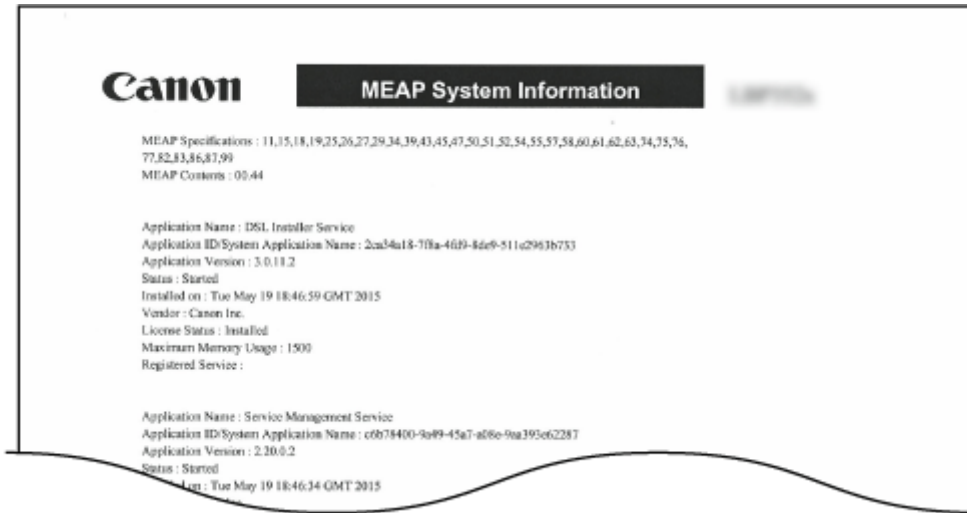 Canon
MEAP System Information
MEAP Specifications : 11,15,18,19,25,26,27,29,34,39,43,45,47,50,51,52,54,55,57,58,60,61,62,63,74,75,76,
77,82,83,86,87,99
MEAP Contents : 00.44
Application Name : DSL Installer Service
Application ID/System Application Name : 2ca34a18-7f8a-4fd9-8de9-511c2963b733
Application Version : 3.0.11.2
Status : Started
Installed on : Tue May 19 18:46:59 GMT 2015
Vendor : Canon Inc.
License Status : Installed
Maximum Memory Usage : 1500
Registered Service :
Application Name : Service Management Service
Application ID/System Application Name : c6b78400-9a49-45a7-a08e-9aa393e62287
Application Version : 2.20.0.2
Status : Started
on : Tue May 19 18:46:34 GMT 2015